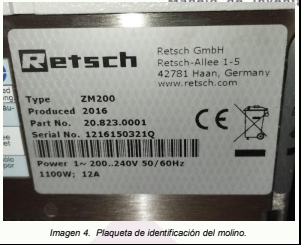 Retsch
Retsch GmbH
Retsch-Allee 1-5
42781 Haan, Germany
www.retsch.com
Type ZM200
Produced 2016
Part No. 20.823.0001
Serial No. 1216150321Q
CE
Power 1~ 200..240V 50/60Hz
1100W; 12A
Imagen 4. Plaqueta de identificación del molino.